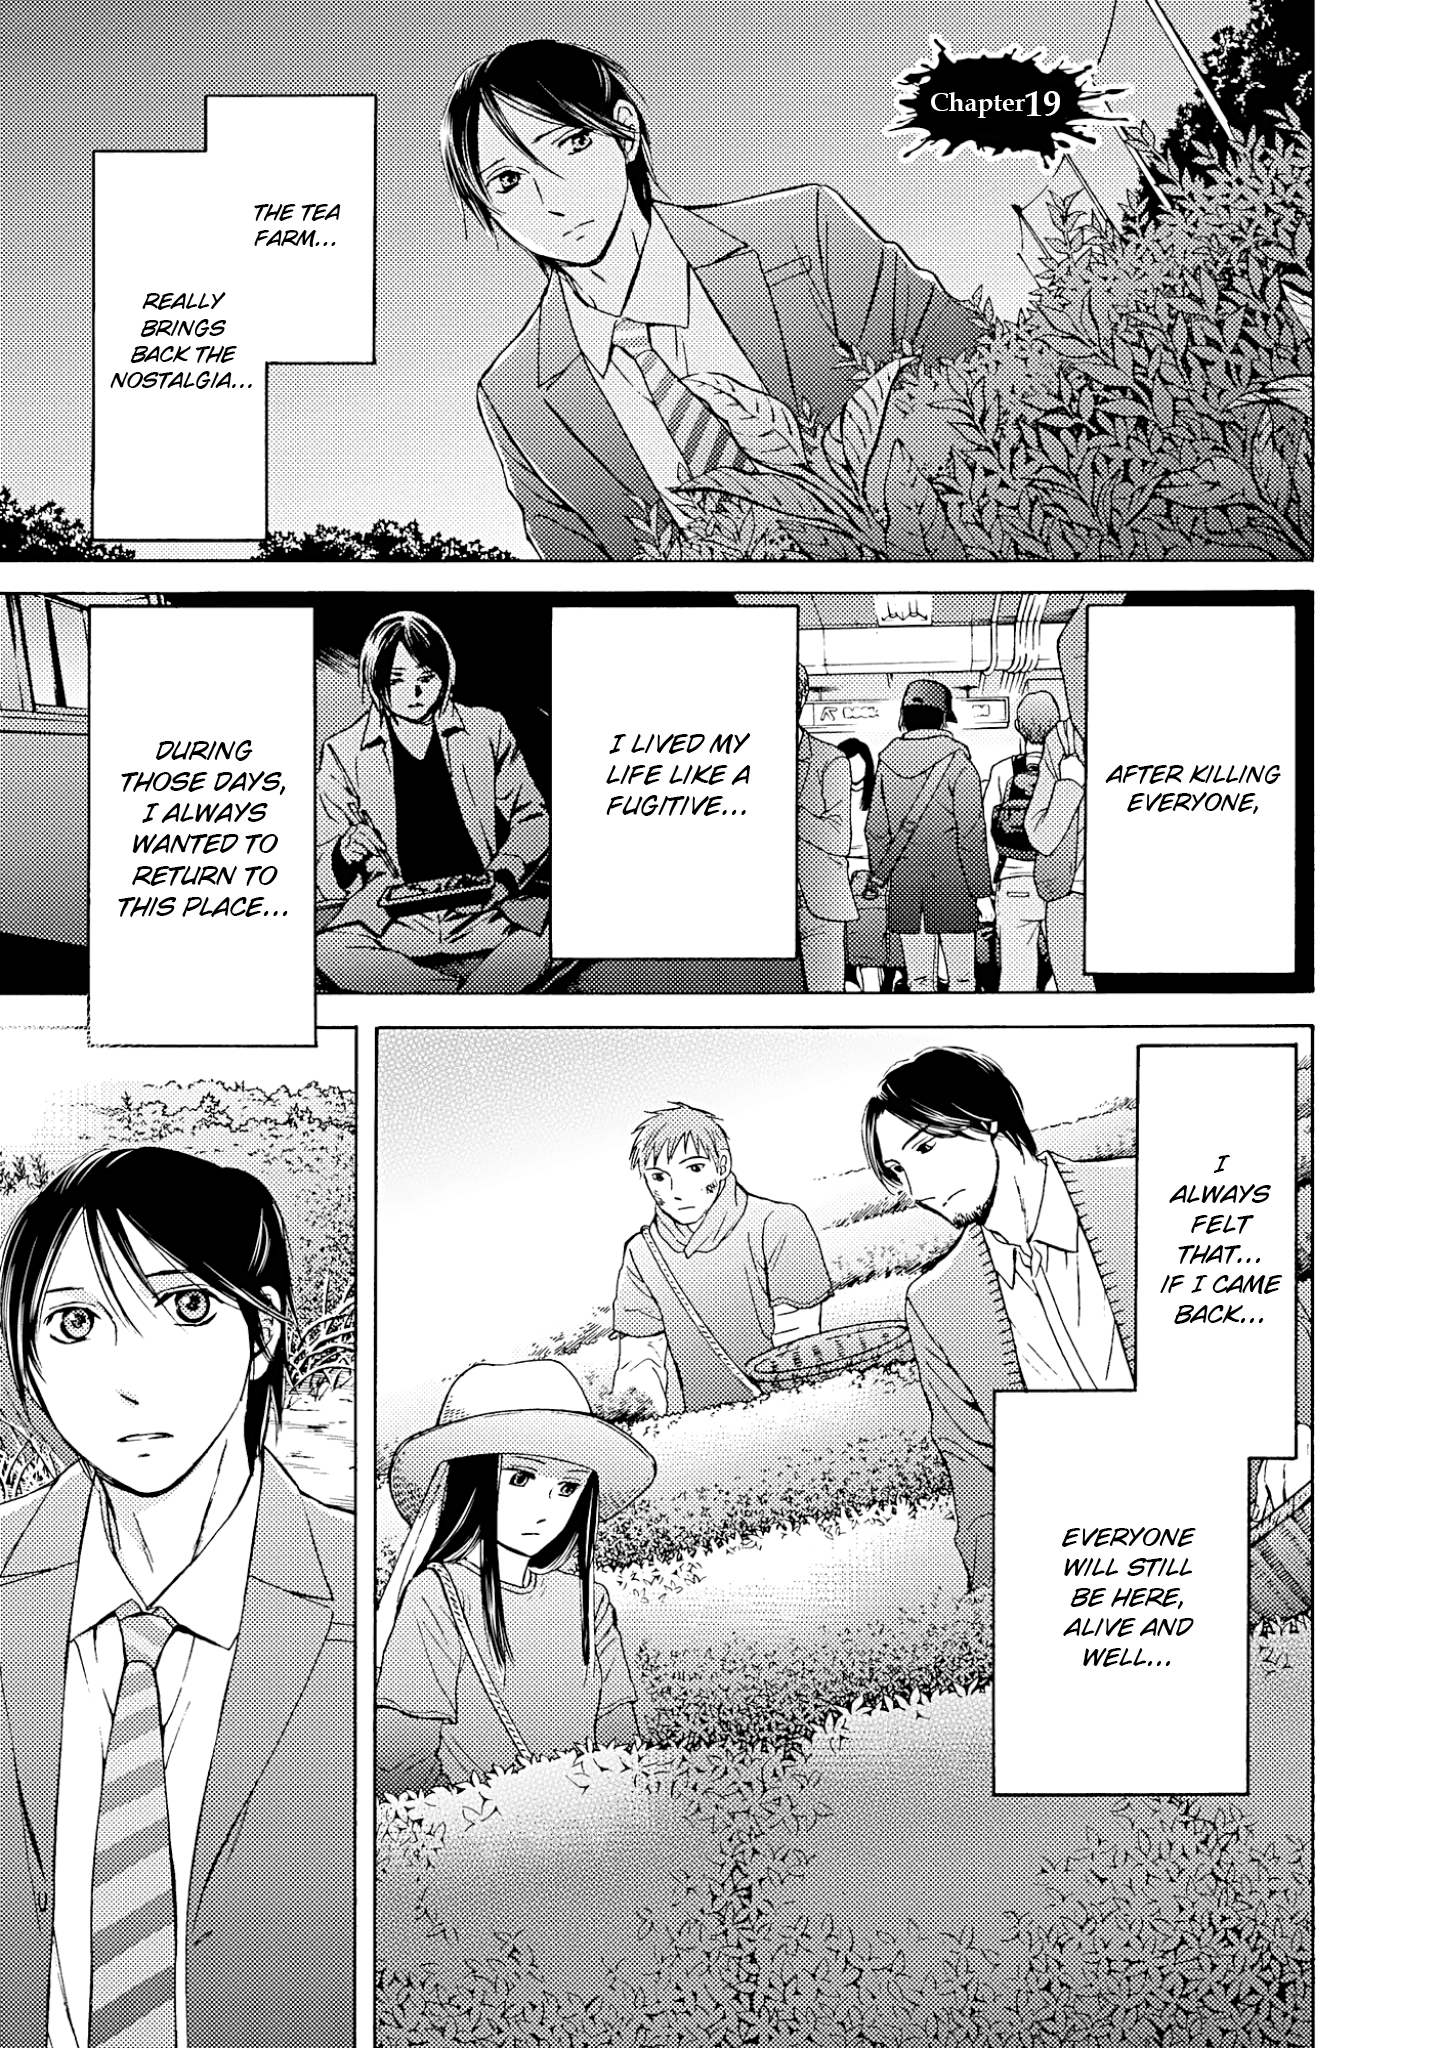 Chapter19
THE TEA
FARM...
REALLY
BRINGS
BACK THE
NOSTALGIA...
AFTER KILLING
EVERYONE,
I LIVED MY
LIFE LIKE A
FUGITIVE...
DURING
THOSE DAYS,
I ALWAYS
WANTED TO
RETURN TO
THIS PLACE...
I
ALWAYS
FELT
THAT...
IF I CAME
BACK...
EVERYONE
WILL STILL
BE HERE,
ALIVE AND
WELL...